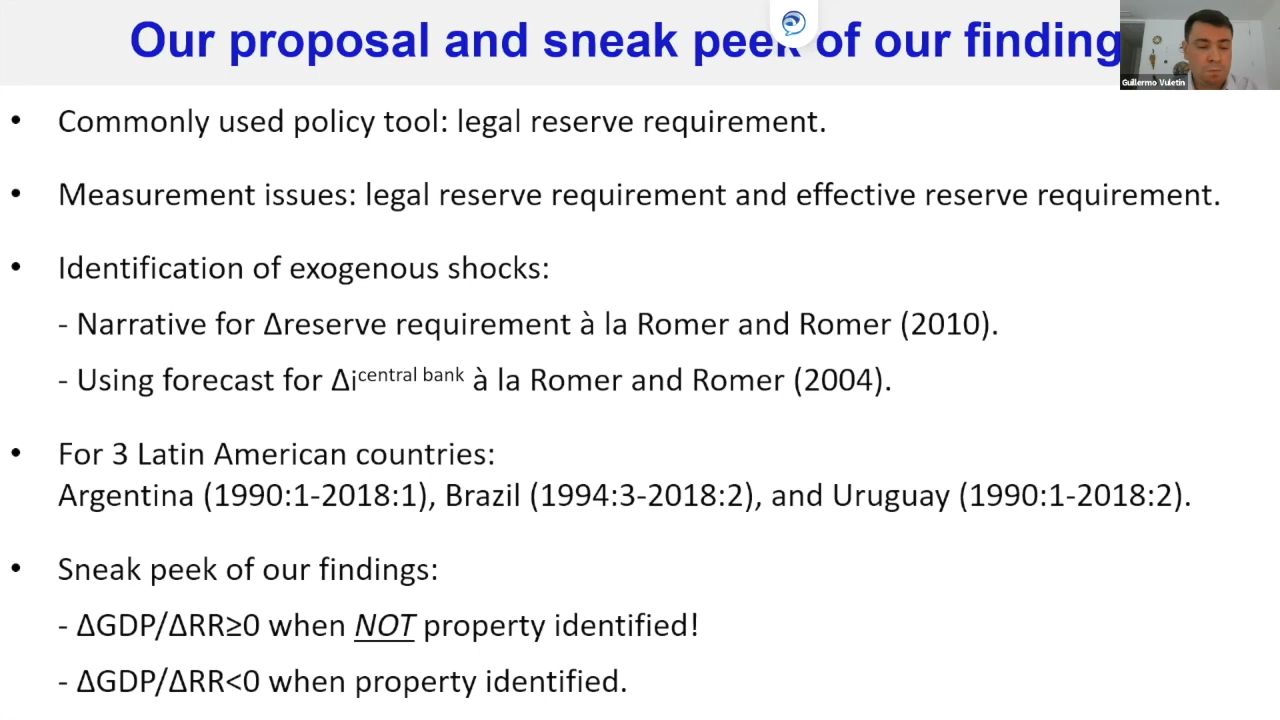 Our proposal and sneak peek of our finding
Guillermo Vuletin
• Commonly used policy tool: legal reserve requirement.
• Measurement issues: legal reserve requirement and effective reserve requirement.
• Identification of exogenous shocks:
- Narrative for Δreserve requirement à la Romer and Romer (2010).
- Using forecast for Δi^central bank à la Romer and Romer (2004).
• For 3 Latin American countries:
Argentina (1990:1-2018:1), Brazil (1994:3-2018:2), and Uruguay (1990:1-2018:2).
• Sneak peek of our findings:
- ΔGDP/ΔRR≥0 when NOT property identified!
- ΔGDP/ΔRR<0 when property identified.